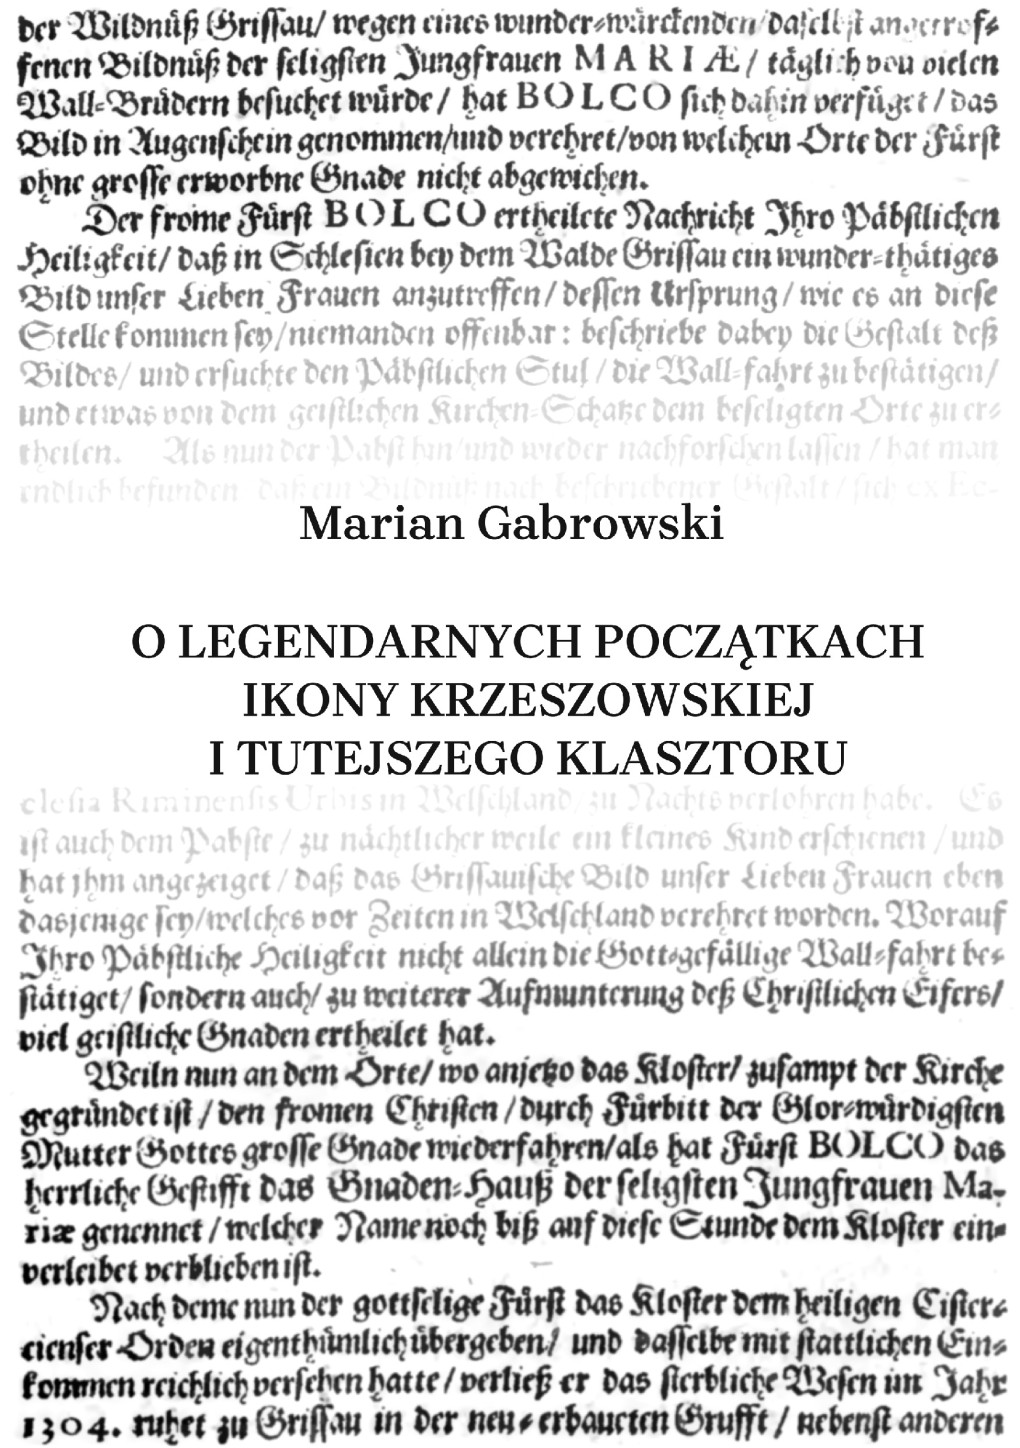 der Wildnüß Grissau/ wegen eines wunder⸗würckenden daselbst angetrof⸗
fenen Bildnüß der seligsten Jungfrauen MARIÆ/ täglich von vielen
Wall⸗Brüdern besuchet würde/ hat BOLCO sich dahin verfüget/ das
Bild in Augenschein genommen/und verehret/von welchem Orte der Fürst
ohne grosse erworbne Gnade nicht abgewichen.
Der frome Fürst BOLCO ertheilete Nachricht Ihro Päbstlichen
Heiligkeit/ daß in Schlesien bey dem Walde Grissau ein wunder⸗thätiges
Bild unser Lieben Frauen anzutreffen/ dessen Ursprung/ wie es an diese
Stelle kommen sey/niemanden offenbar: beschriebe dabey die Gestalt deß
Bildes/ und ersuchte den Päbstlichen Stul/ die Wall⸗fahrt zu bestätigen/
und etwas von dem geistlichen Kirchen⸗Schatze dem beseligten Orte zu er⸗
theilen. Als nun der Pabst hin/und wieder nachforschen lassen/ hat man
endlich befunden daß ein Bildnüß nach beschriebener Gestalt/ sich ex Ec-
Marian Gabrowski
O LEGENDARNYCH POCZĄTKACH
IKONY KRZESZOWSKIEJ
I TUTEJSZEGO KLASZTORU
clesia Riminensis Urbis in Welschland/ zu Nachts verlohren habe. Es
ist auch dem Pabste/ zu nächtlicher weile ein kleines Kind erschienen/ und
hat ihm angezeiget/ daß das Grissauische Bild unser Lieben Frauen eben
dasjenige sey/welches vor Zeiten in Welschland verehret worden. Worauf
Ihro Päbstliche Heiligkeit nicht allein die Gott⸗gefällige Wall⸗fahrt be⸗
stätiget/ sondern auch/ zu weiterer Aufmunterung deß Christlichen Eifers/
viel geistliche Gnaden ertheilet hat.
Weiln nun an dem Orte/ wo anjetzo das Kloster/ zusampt der Kirche
gegründet ist/den fromen Christen/durch Fürbitt der Glor⸗würdigsten
Mutter Gottes grosse Gnade wiederfahren/als hat Fürst BOLCO das
herrliche Gestifft das Gnaden⸗Hauß der seligsten Jungfrauen Ma-
riæ genennet/welcher Name noch biß auf diese Stunde dem Kloster ein⸗
verleibet verblieben ist.
Nach deme nun der gottselige Fürst das Kloster dem heiligen Cister⸗
cienser Orden eigenthümlich übergeben/ und dasselbe mit stattlichen Ein⸗
kommen reichlich versehen hatte/verließ er das sterbliche Wesen im Jahr
1304. ruhet zu Grissau in der neu⸗erbaueten Grufft/ nebenst anderen